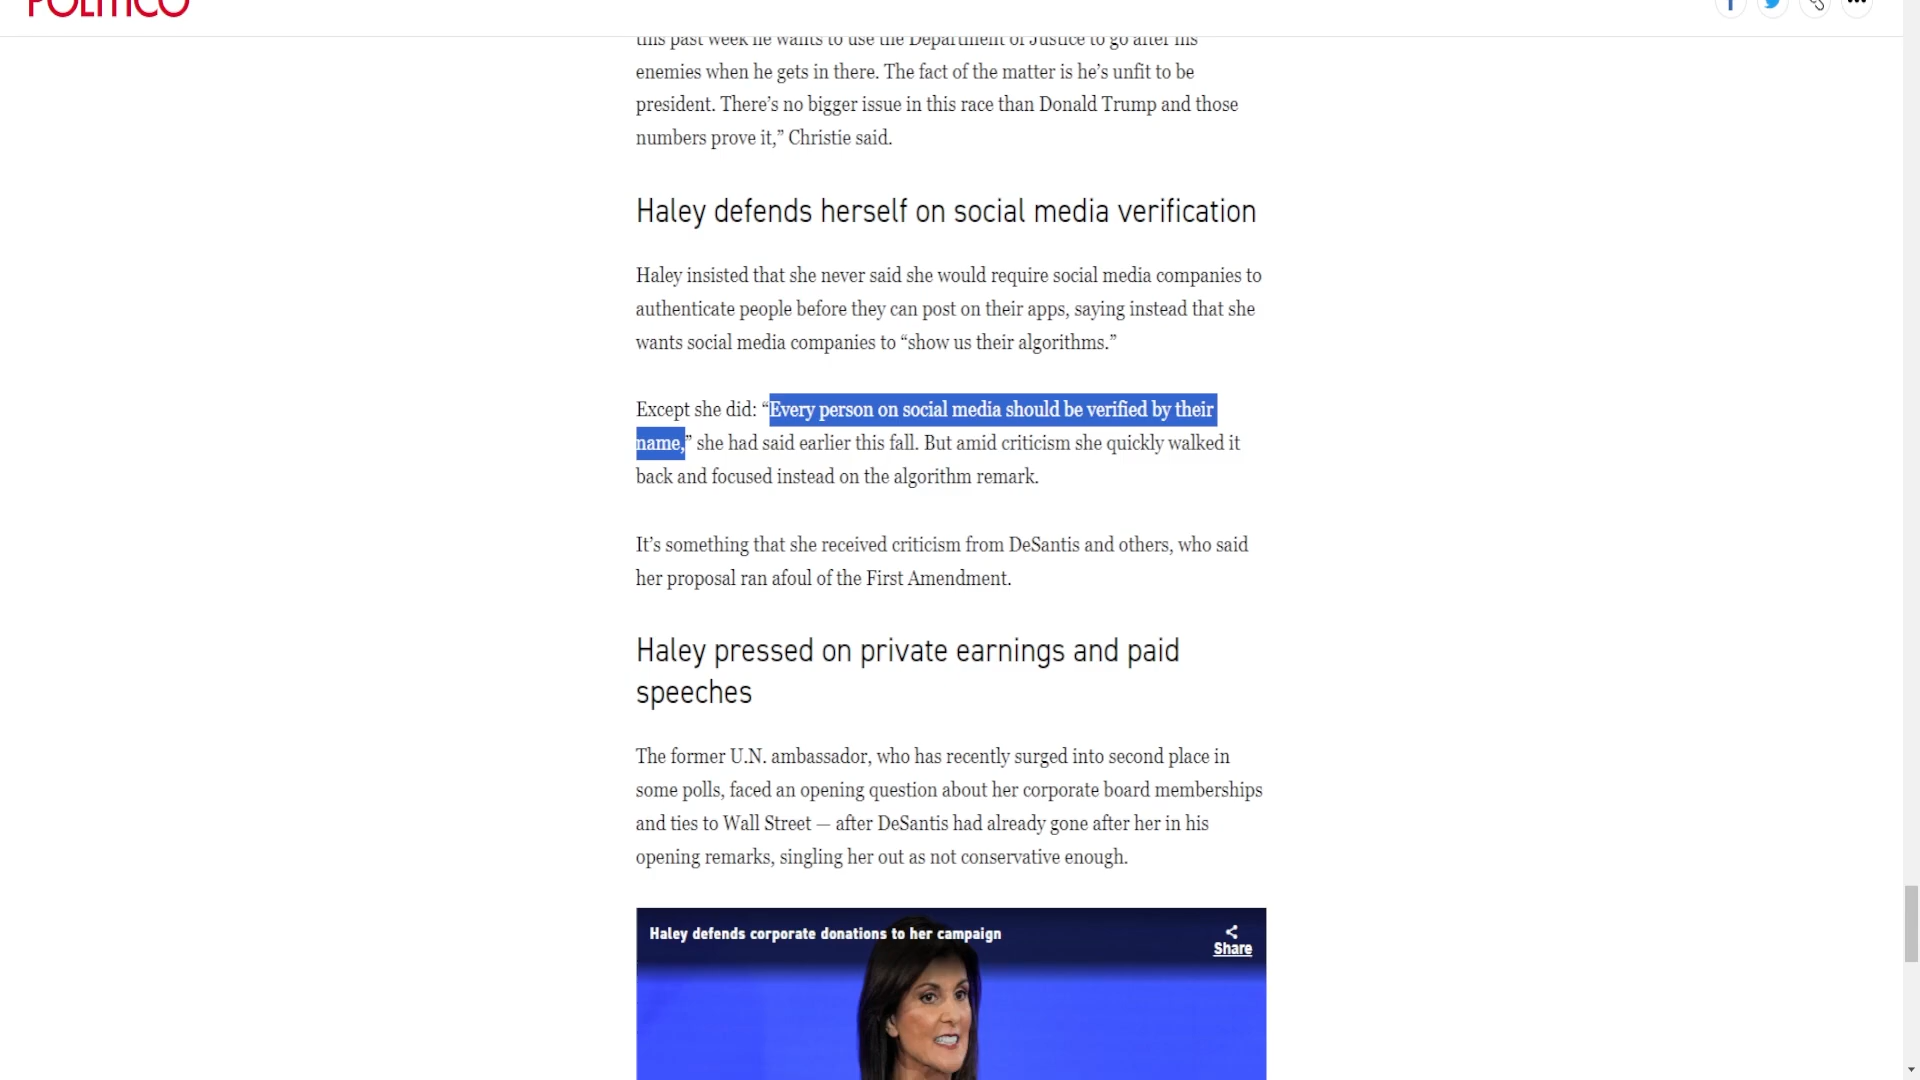 POLITICO
this past week he wants to use the Department of Justice to go after his
enemies when he gets in there. The fact of the matter is he’s unfit to be
president. There’s no bigger issue in this race than Donald Trump and those
numbers prove it,” Christie said.
Haley defends herself on social media verification
Haley insisted that she never said she would require social media companies to
authenticate people before they can post on their apps, saying instead that she
wants social media companies to “show us their algorithms.”
Except she did: “Every person on social media should be verified by their
name,” she had said earlier this fall. But amid criticism she quickly walked it
back and focused instead on the algorithm remark.
It’s something that she received criticism from DeSantis and others, who said
her proposal ran afoul of the First Amendment.
Haley pressed on private earnings and paid
speeches
The former U.N. ambassador, who has recently surged into second place in
some polls, faced an opening question about her corporate board memberships
and ties to Wall Street — after DeSantis had already gone after her in his
opening remarks, singling her out as not conservative enough.
Haley defends corporate donations to her campaign
Share